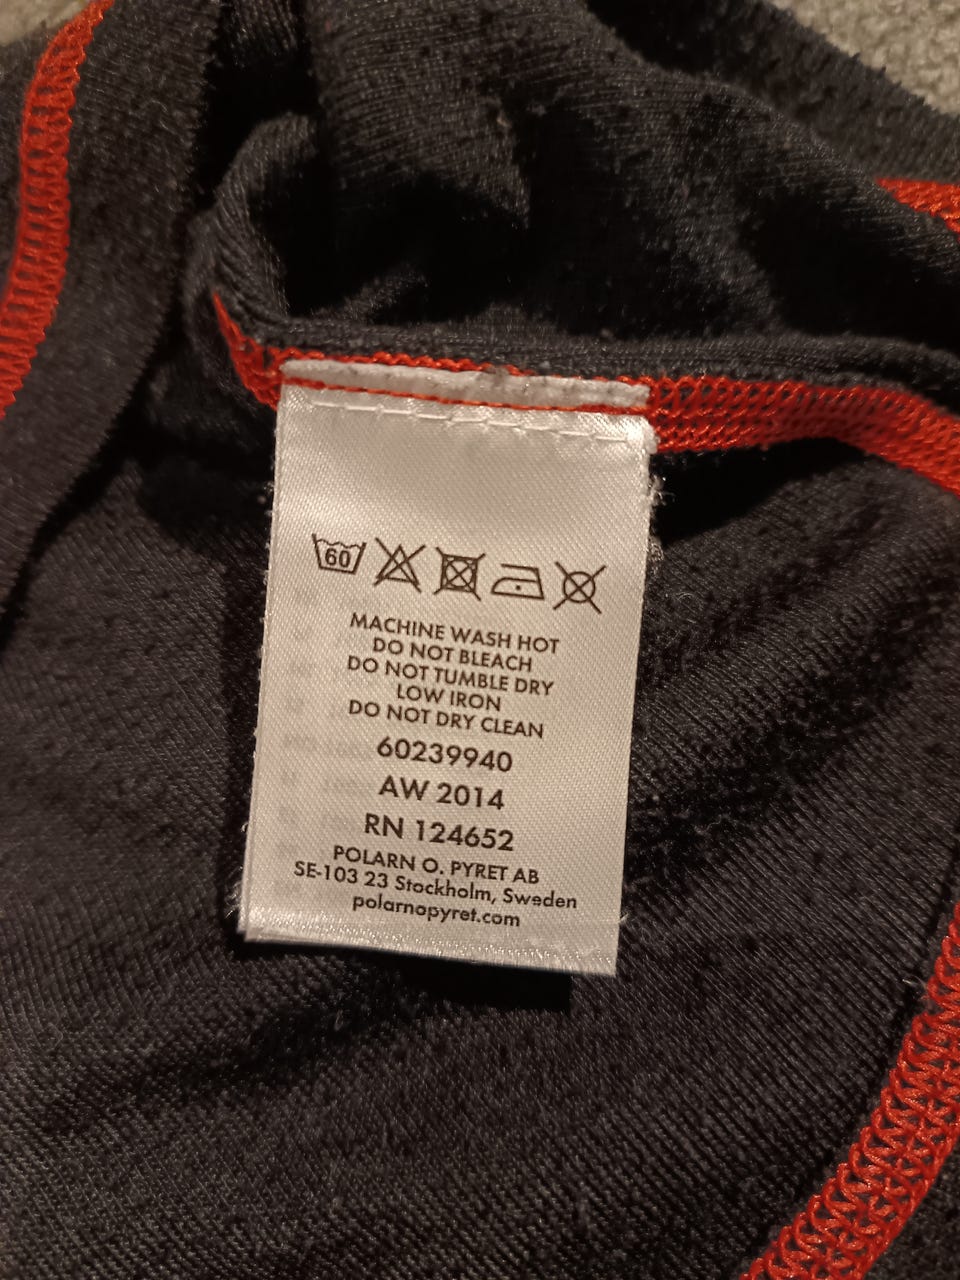 60
MACHINE WASH HOT
DO NOT BLEACH
DO NOT TUMBLE DRY
LOW IRON
DO NOT DRY CLEAN
60239940
AW 2014
RN 124652
POLARN O. PYRET AB
SE-103 23 Stockholm, Sweden
polarnopyret.com